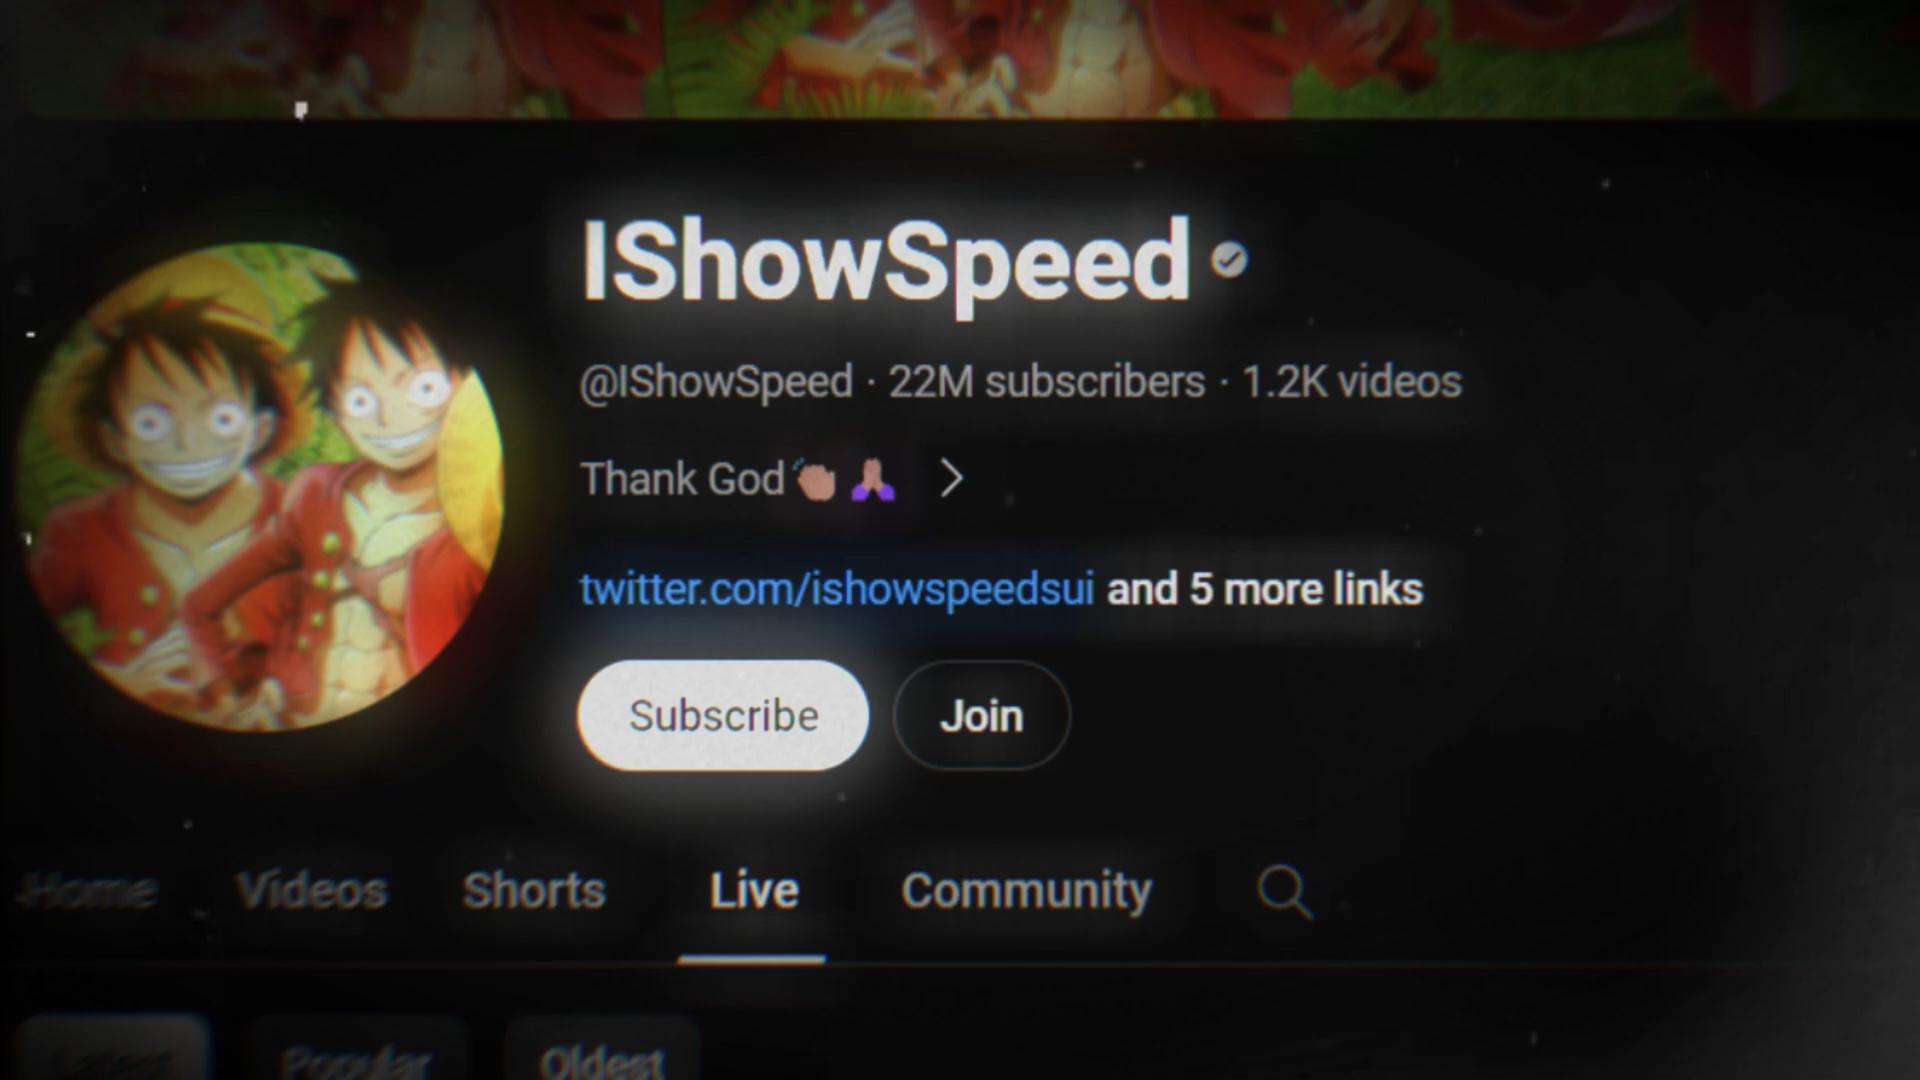 IShowSpeed
@IShowSpeed · 22M subscribers · 1.2K videos
Thank God👏🏼 🙏🏼
twitter.com/ishowspeedsui and 5 more links
Subscribe Join
Home Videos Shorts Live Community
Latest Popular Oldest